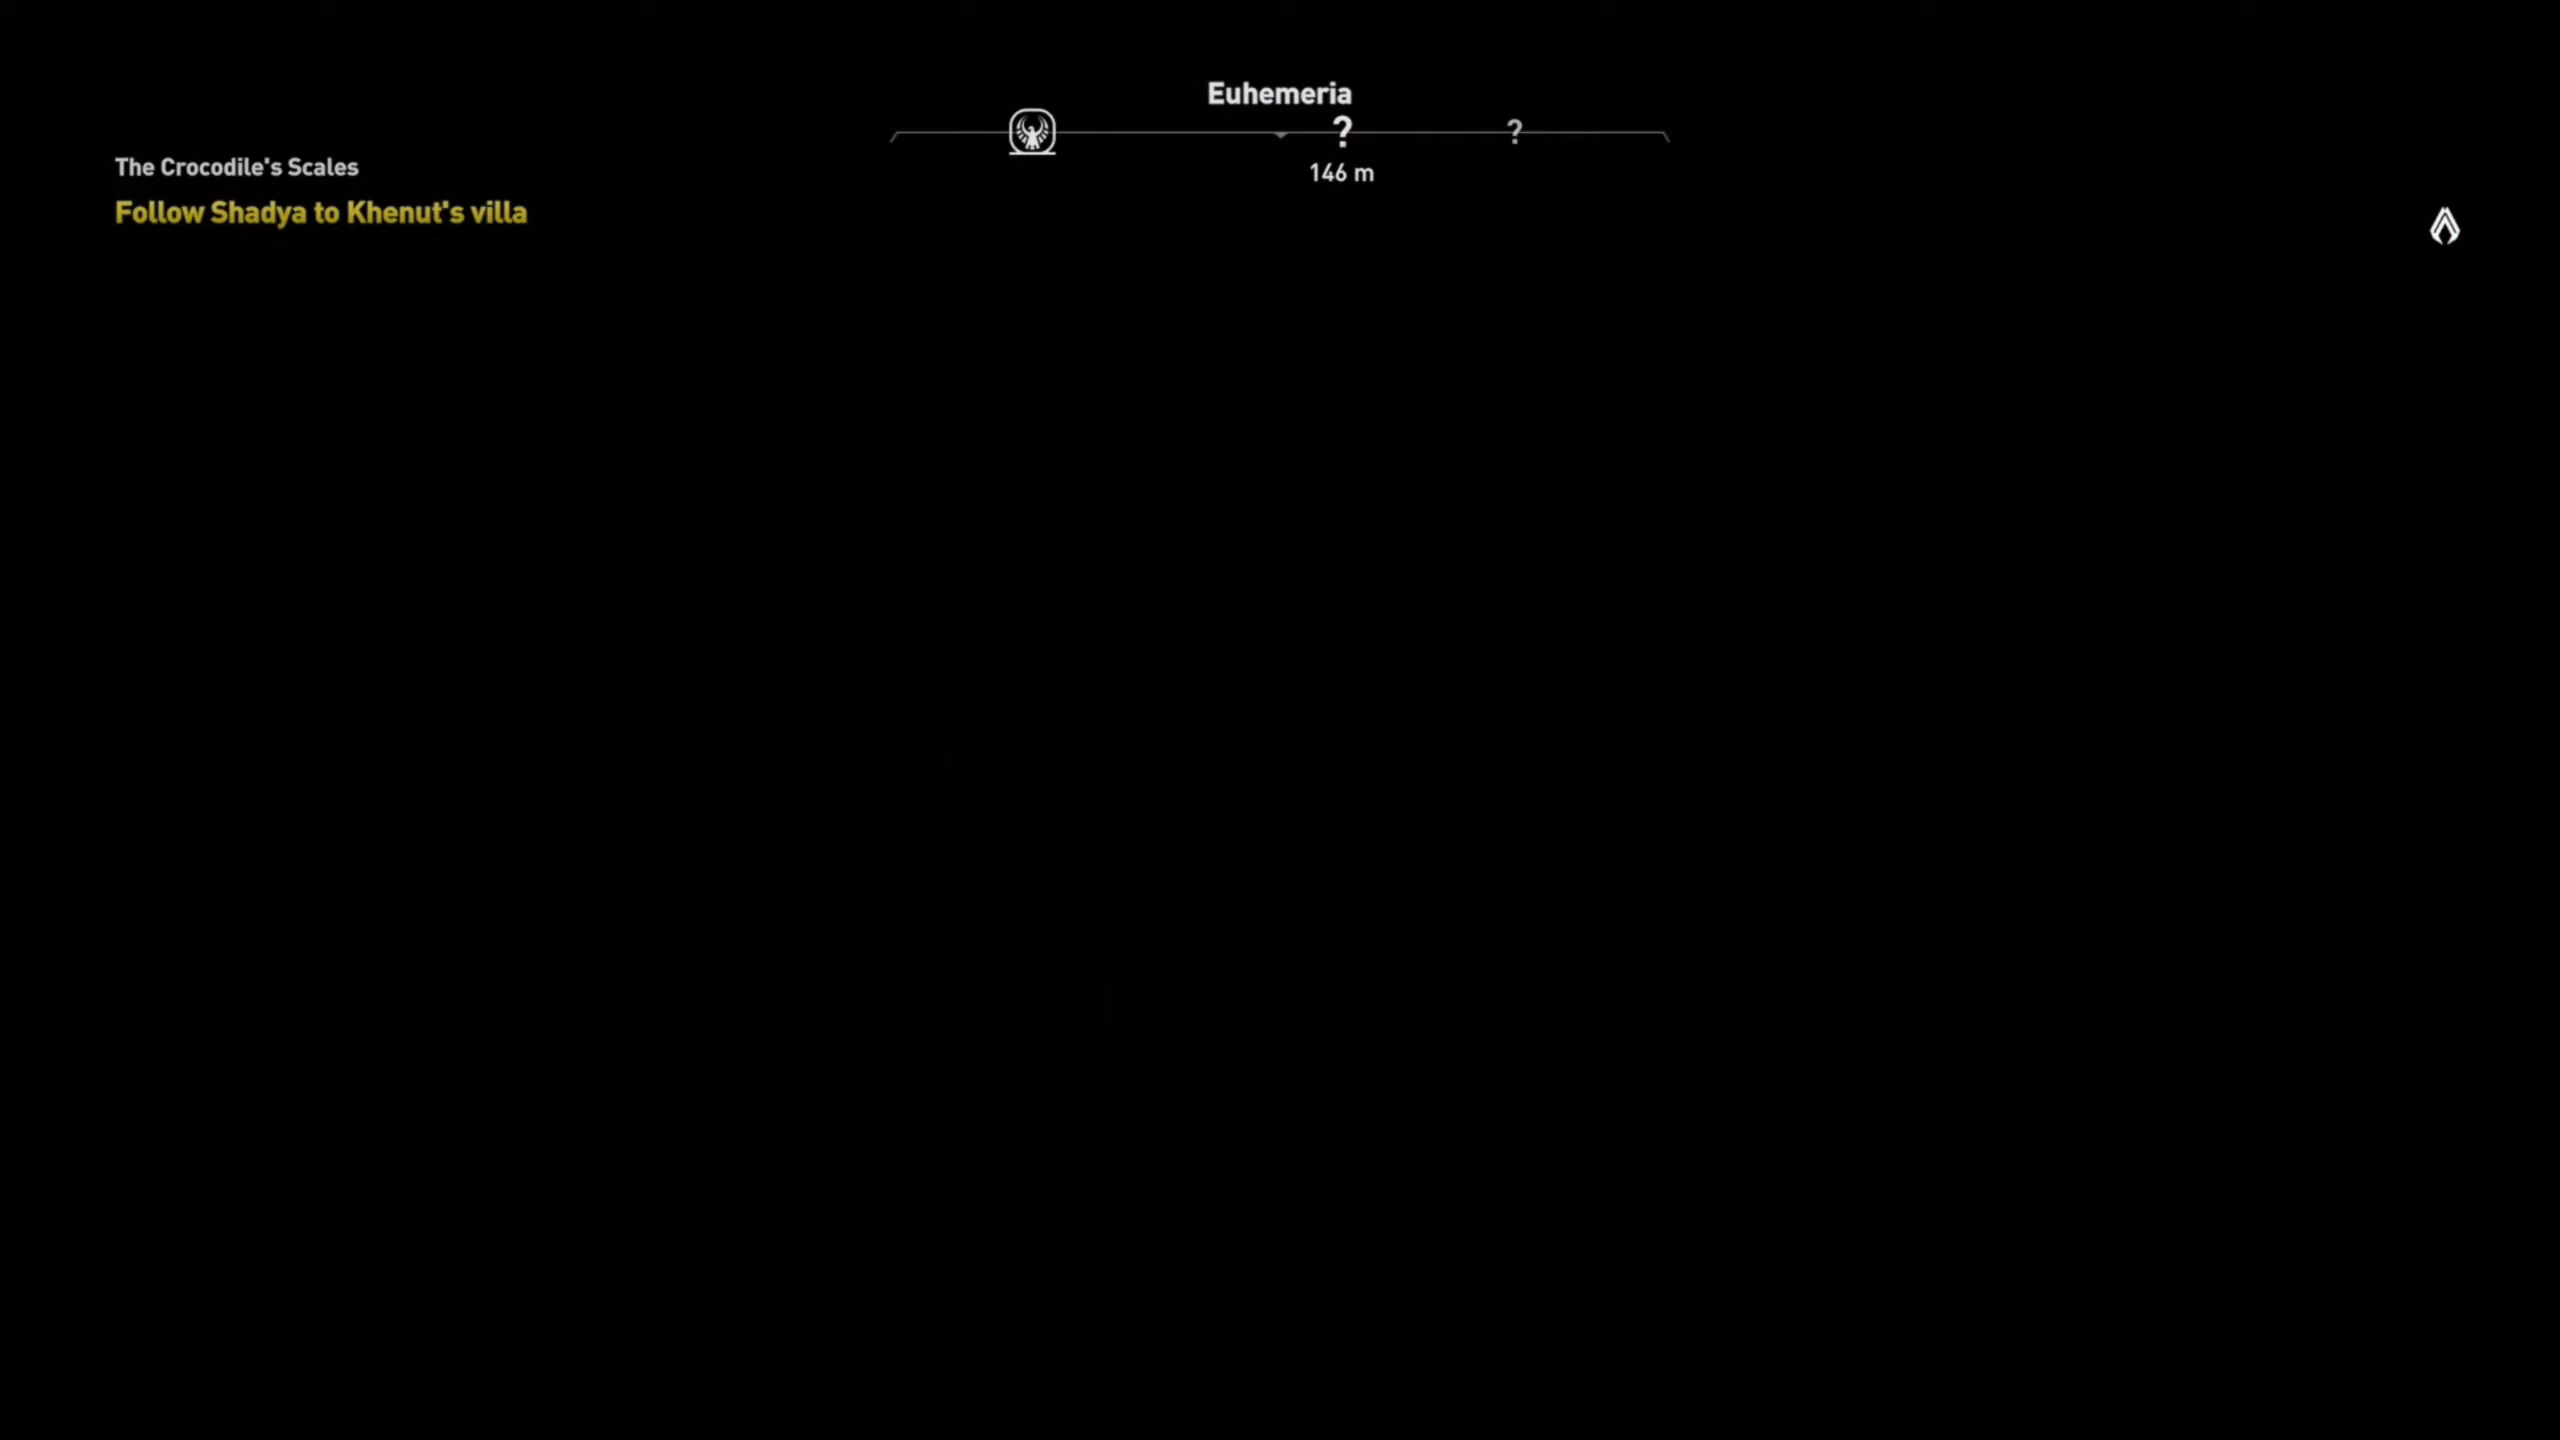 Euhemeria
? ?
146 m
The Crocodile's Scales
Follow Shadya to Khenut's villa